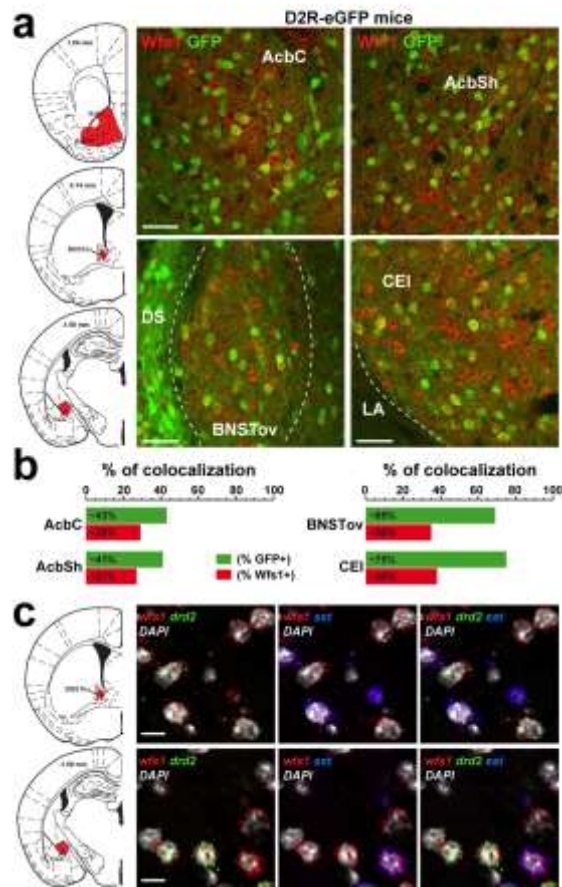 a
D2R-eGFP mice
Wfs1 GFP
AcbC
Wfs1 GFP
AcbSh
DS
BNSTov
CEl
LA
b
% of colocalization
% of colocalization
0 20 40 60 80 100
0 20 40 60 80 100
AcbC
AcbSh
(% GFP+)
(% Wfs1+)
BNSTov
CEl
c
wfs1 drd2
DAPI
wfs1 sst
DAPI
wfs1 drd2 sst
DAPI
wfs1 drd2
DAPI
wfs1 sst
DAPI
wfs1 drd2 sst
DAPI